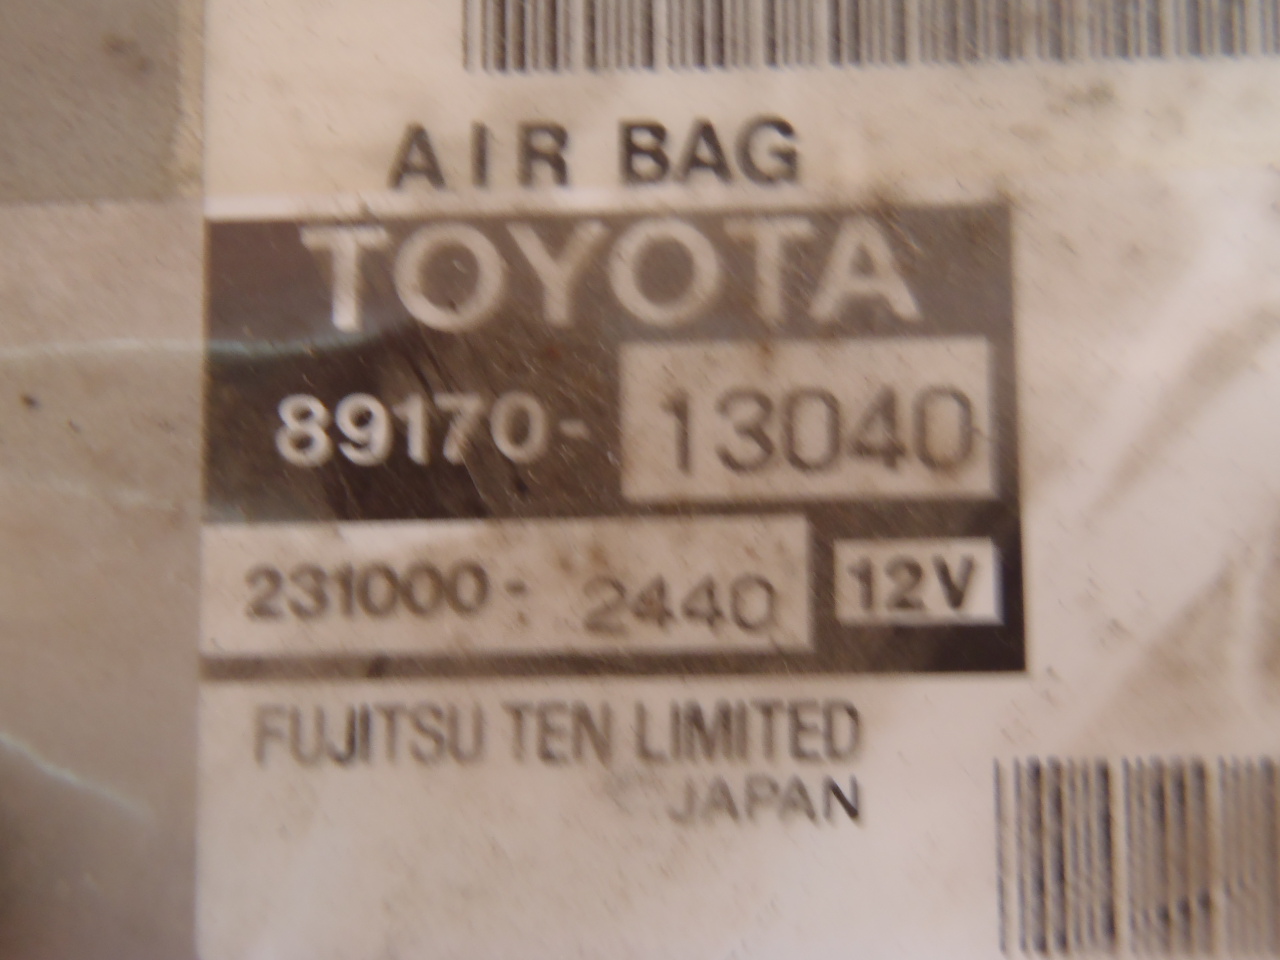 AIR BAG
TOYOTA
89170- 13040
231000- 2440 12V
FUJITSU TEN LIMITED
JAPAN